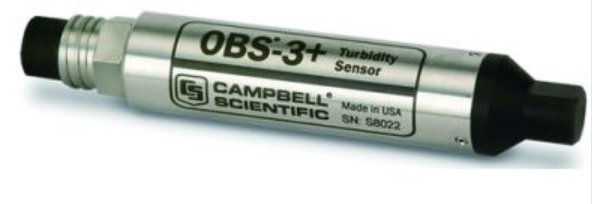 OBS®-3+ Turbidity
Sensor
CAMPBELL®
SCIENTIFIC
Made in USA
SN: S8022